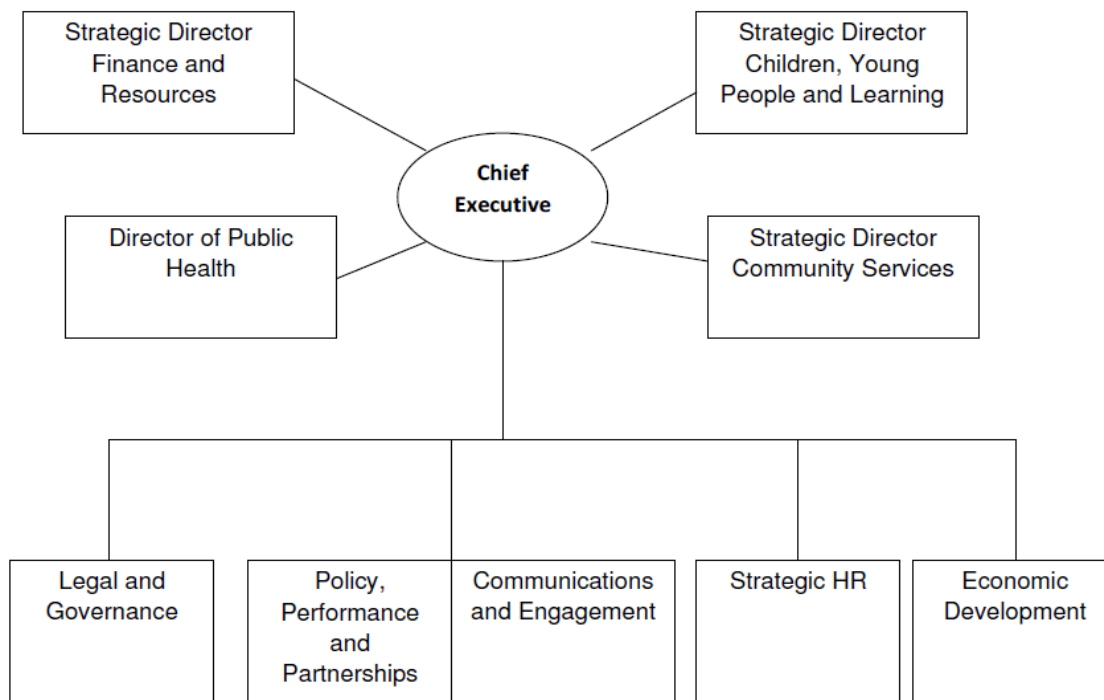 Strategic Director
Finance and
Resources
Strategic Director
Children, Young
People and Learning
Chief
Executive
Director of Public
Health
Strategic Director
Community Services
Legal and
Governance
Policy,
Performance
and
Partnerships
Communications
and Engagement
Strategic HR
Economic
Development